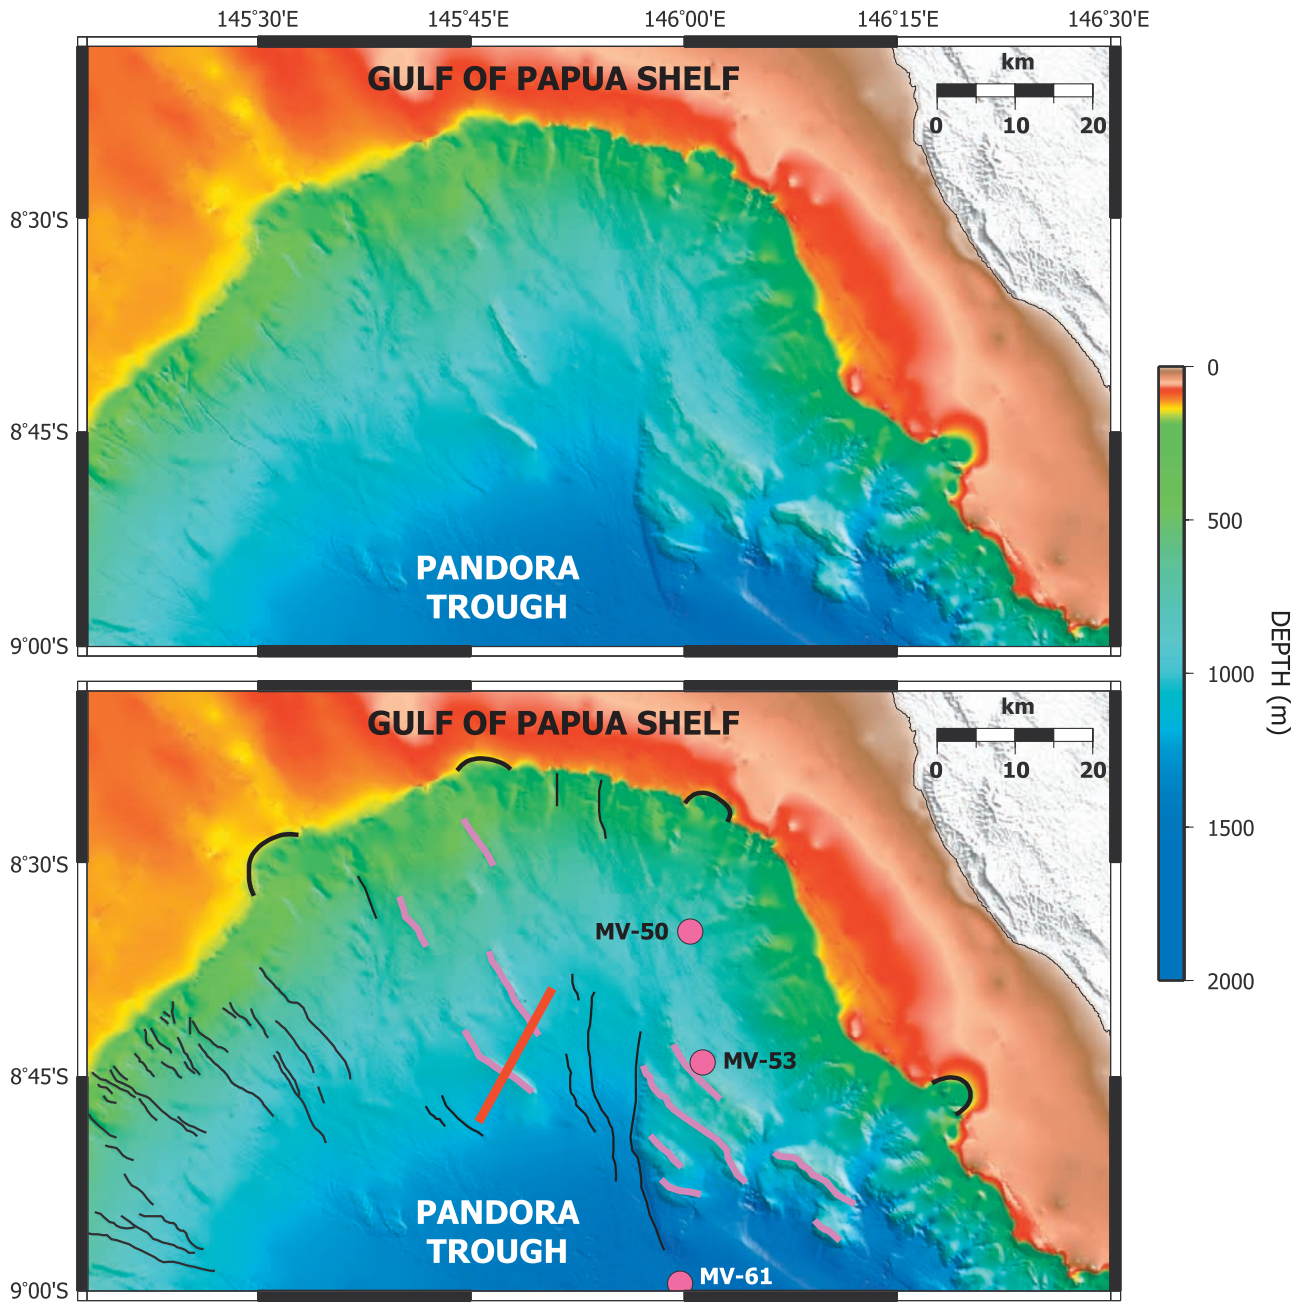 145°30'E 145°45'E 146°00'E 146°15'E 146°30'E
GULF OF PAPUA SHELF
km
0 10 20
8°30'S
8°45'S
PANDORA
TROUGH
9°00'S
0
500
1000
1500
2000
DEPTH (m)
GULF OF PAPUA SHELF
km
0 10 20
8°30'S
MV-50
MV-53
8°45'S
PANDORA
TROUGH
MV-61
9°00'S